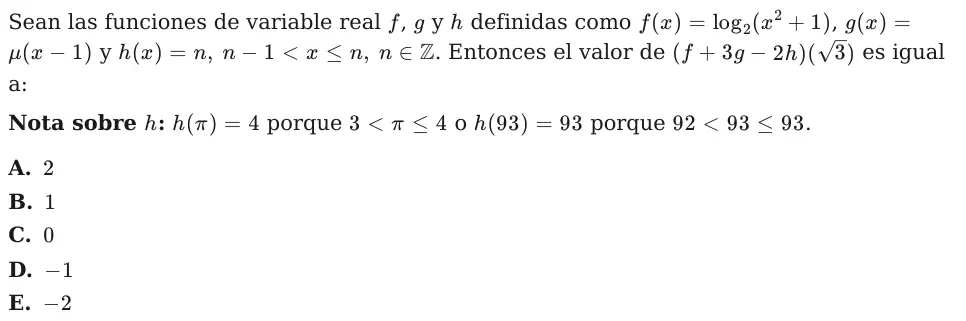 Sean las funciones de variable real f, g y h definidas como f(x) = log₂(x² + 1), g(x) =
μ(x − 1) y h(x) = n, n − 1 < x ≤ n, n ∈ ℤ. Entonces el valor de (f + 3g − 2h)(√3) es igual
a:
Nota sobre h: h(π) = 4 porque 3 < π ≤ 4 o h(93) = 93 porque 92 < 93 ≤ 93.
A. 2
B. 1
C. 0
D. −1
E. −2